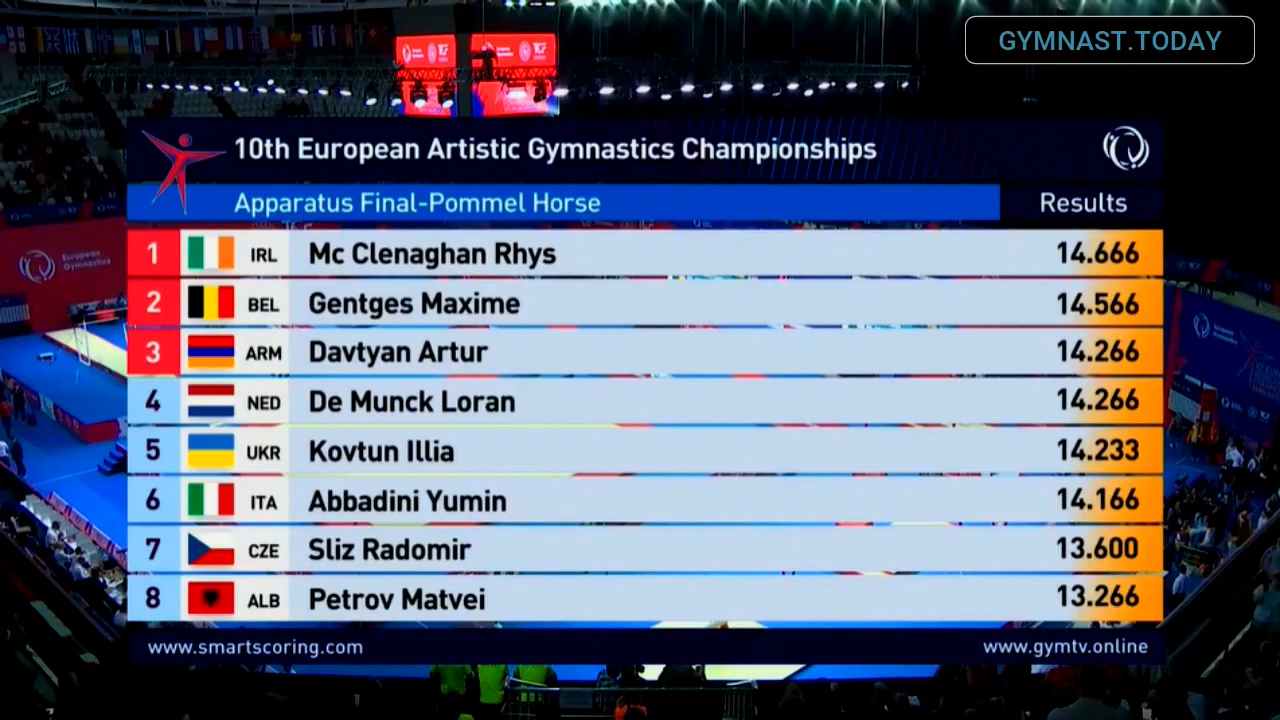 GYMNAST.TODAY
10th European Artistic Gymnastics Championships
Apparatus Final-Pommel Horse Results
1 IRL Mc Clenaghan Rhys 14.666
2 BEL Gentges Maxime 14.566
3 ARM Davtyan Artur 14.266
4 NED De Munck Loran 14.266
5 UKR Kovtun Illia 14.233
6 ITA Abbadini Yumin 14.166
7 CZE Sliz Radomir 13.600
8 ALB Petrov Matvei 13.266
www.smartscoring.com www.gymtv.online
European
Gymnastics